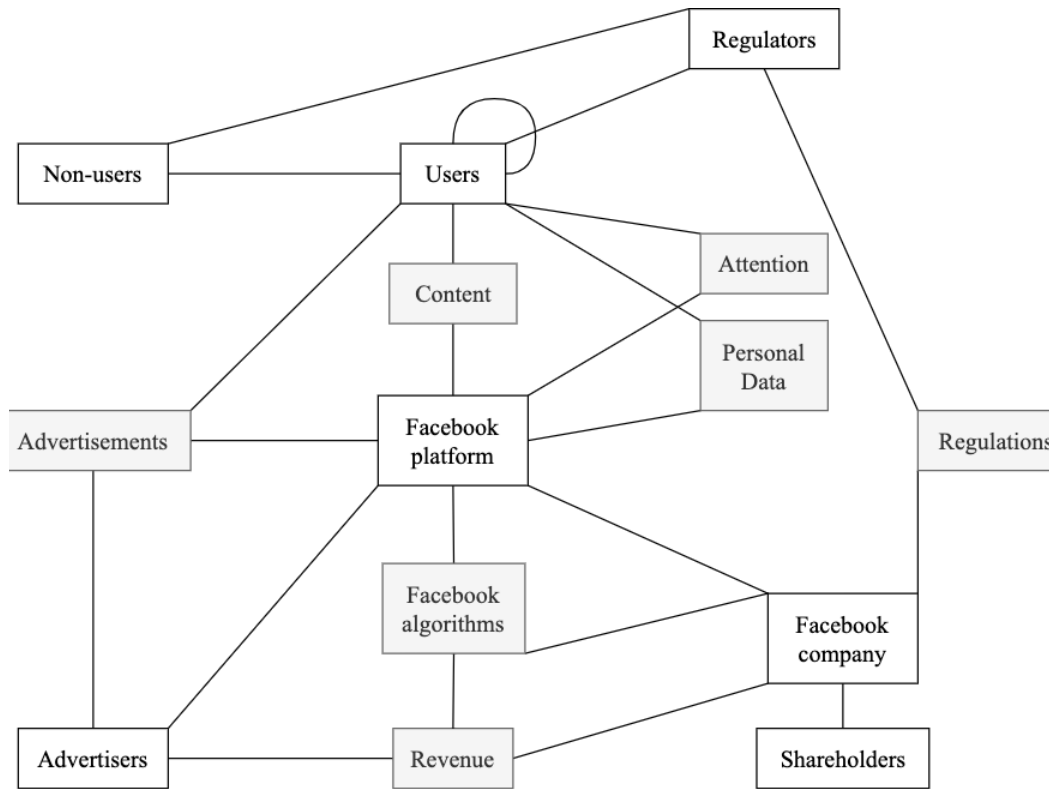 Regulators
Non-users
Users
Attention
Content
Personal
Data
Advertisements
Facebook
platform
Regulations
Facebook
algorithms
Facebook
company
Advertisers
Revenue
Shareholders